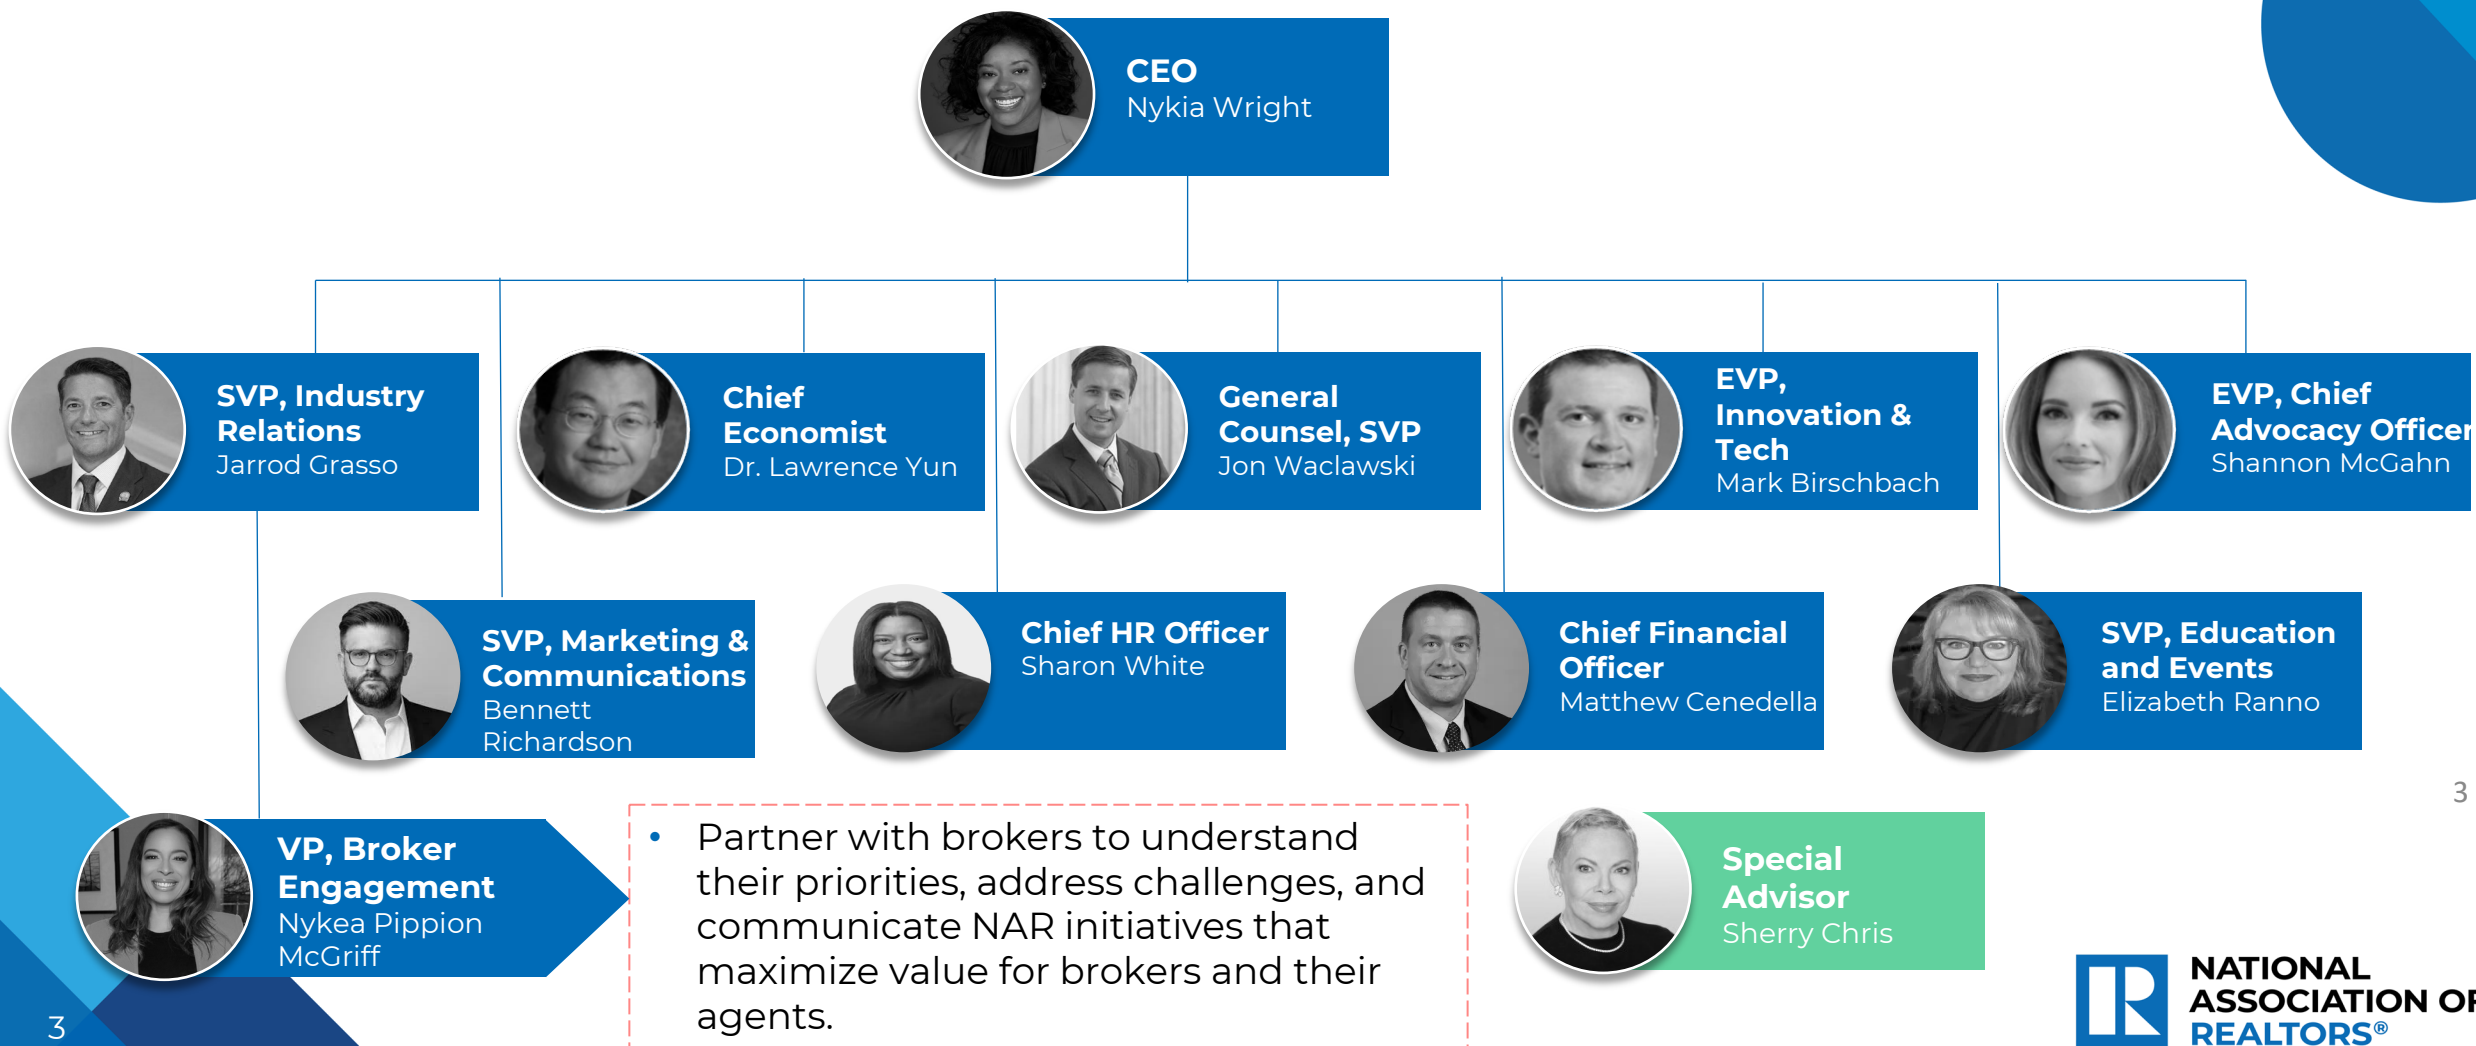 CEO
Nykia Wright
SVP, Industry
Relations
Jarrod Grasso
Chief
Economist
Dr. Lawrence Yun
General
Counsel, SVP
Jon Waclawski
EVP,
Innovation &
Tech
Mark Birschbach
EVP, Chief
Advocacy Officer
Shannon McGahn
SVP, Marketing &
Communications
Bennett
Richardson
Chief HR Officer
Sharon White
Chief Financial
Officer
Matthew Cenedella
SVP, Education
and Events
Elizabeth Ranno
3
VP, Broker
Engagement
Nykea Pippion
McGriff
• Partner with brokers to understand
their priorities, address challenges, and
communicate NAR initiatives that
maximize value for brokers and their
agents.
Special
Advisor
Sherry Chris
NATIONAL
ASSOCIATION OF
REALTORS®
3